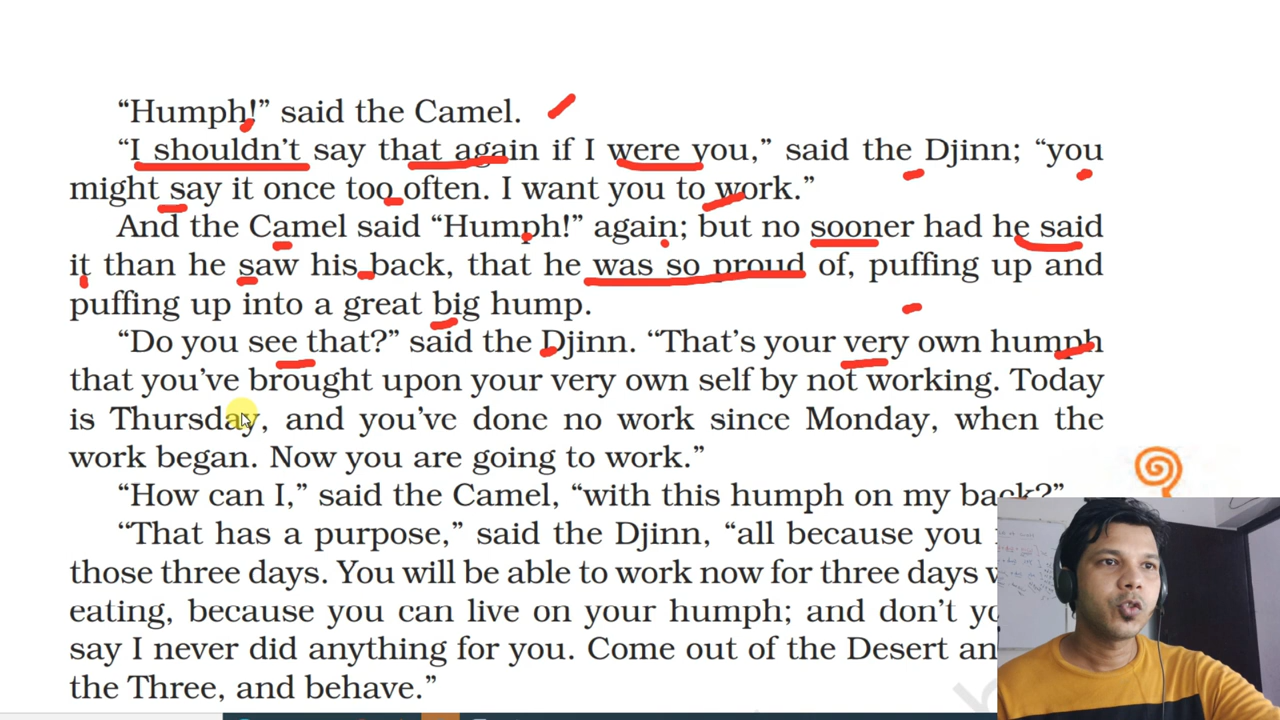 “Humph!” said the Camel.
“I shouldn’t say that again if I were you,” said the Djinn; “you
might say it once too often. I want you to work.”
And the Camel said “Humph!” again; but no sooner had he said
it than he saw his back, that he was so proud of, puffing up and
puffing up into a great big hump.
“Do you see that?” said the Djinn. “That’s your very own humph
that you’ve brought upon your very own self by not working. Today
is Thursday, and you’ve done no work since Monday, when the
work began. Now you are going to work.”
“How can I,” said the Camel, “with this humph on my back?”
“That has a purpose,” said the Djinn, “all because you
those three days. You will be able to work now for three days
eating, because you can live on your humph; and don’t
say I never did anything for you. Come out of the Desert
the Three, and behave.”